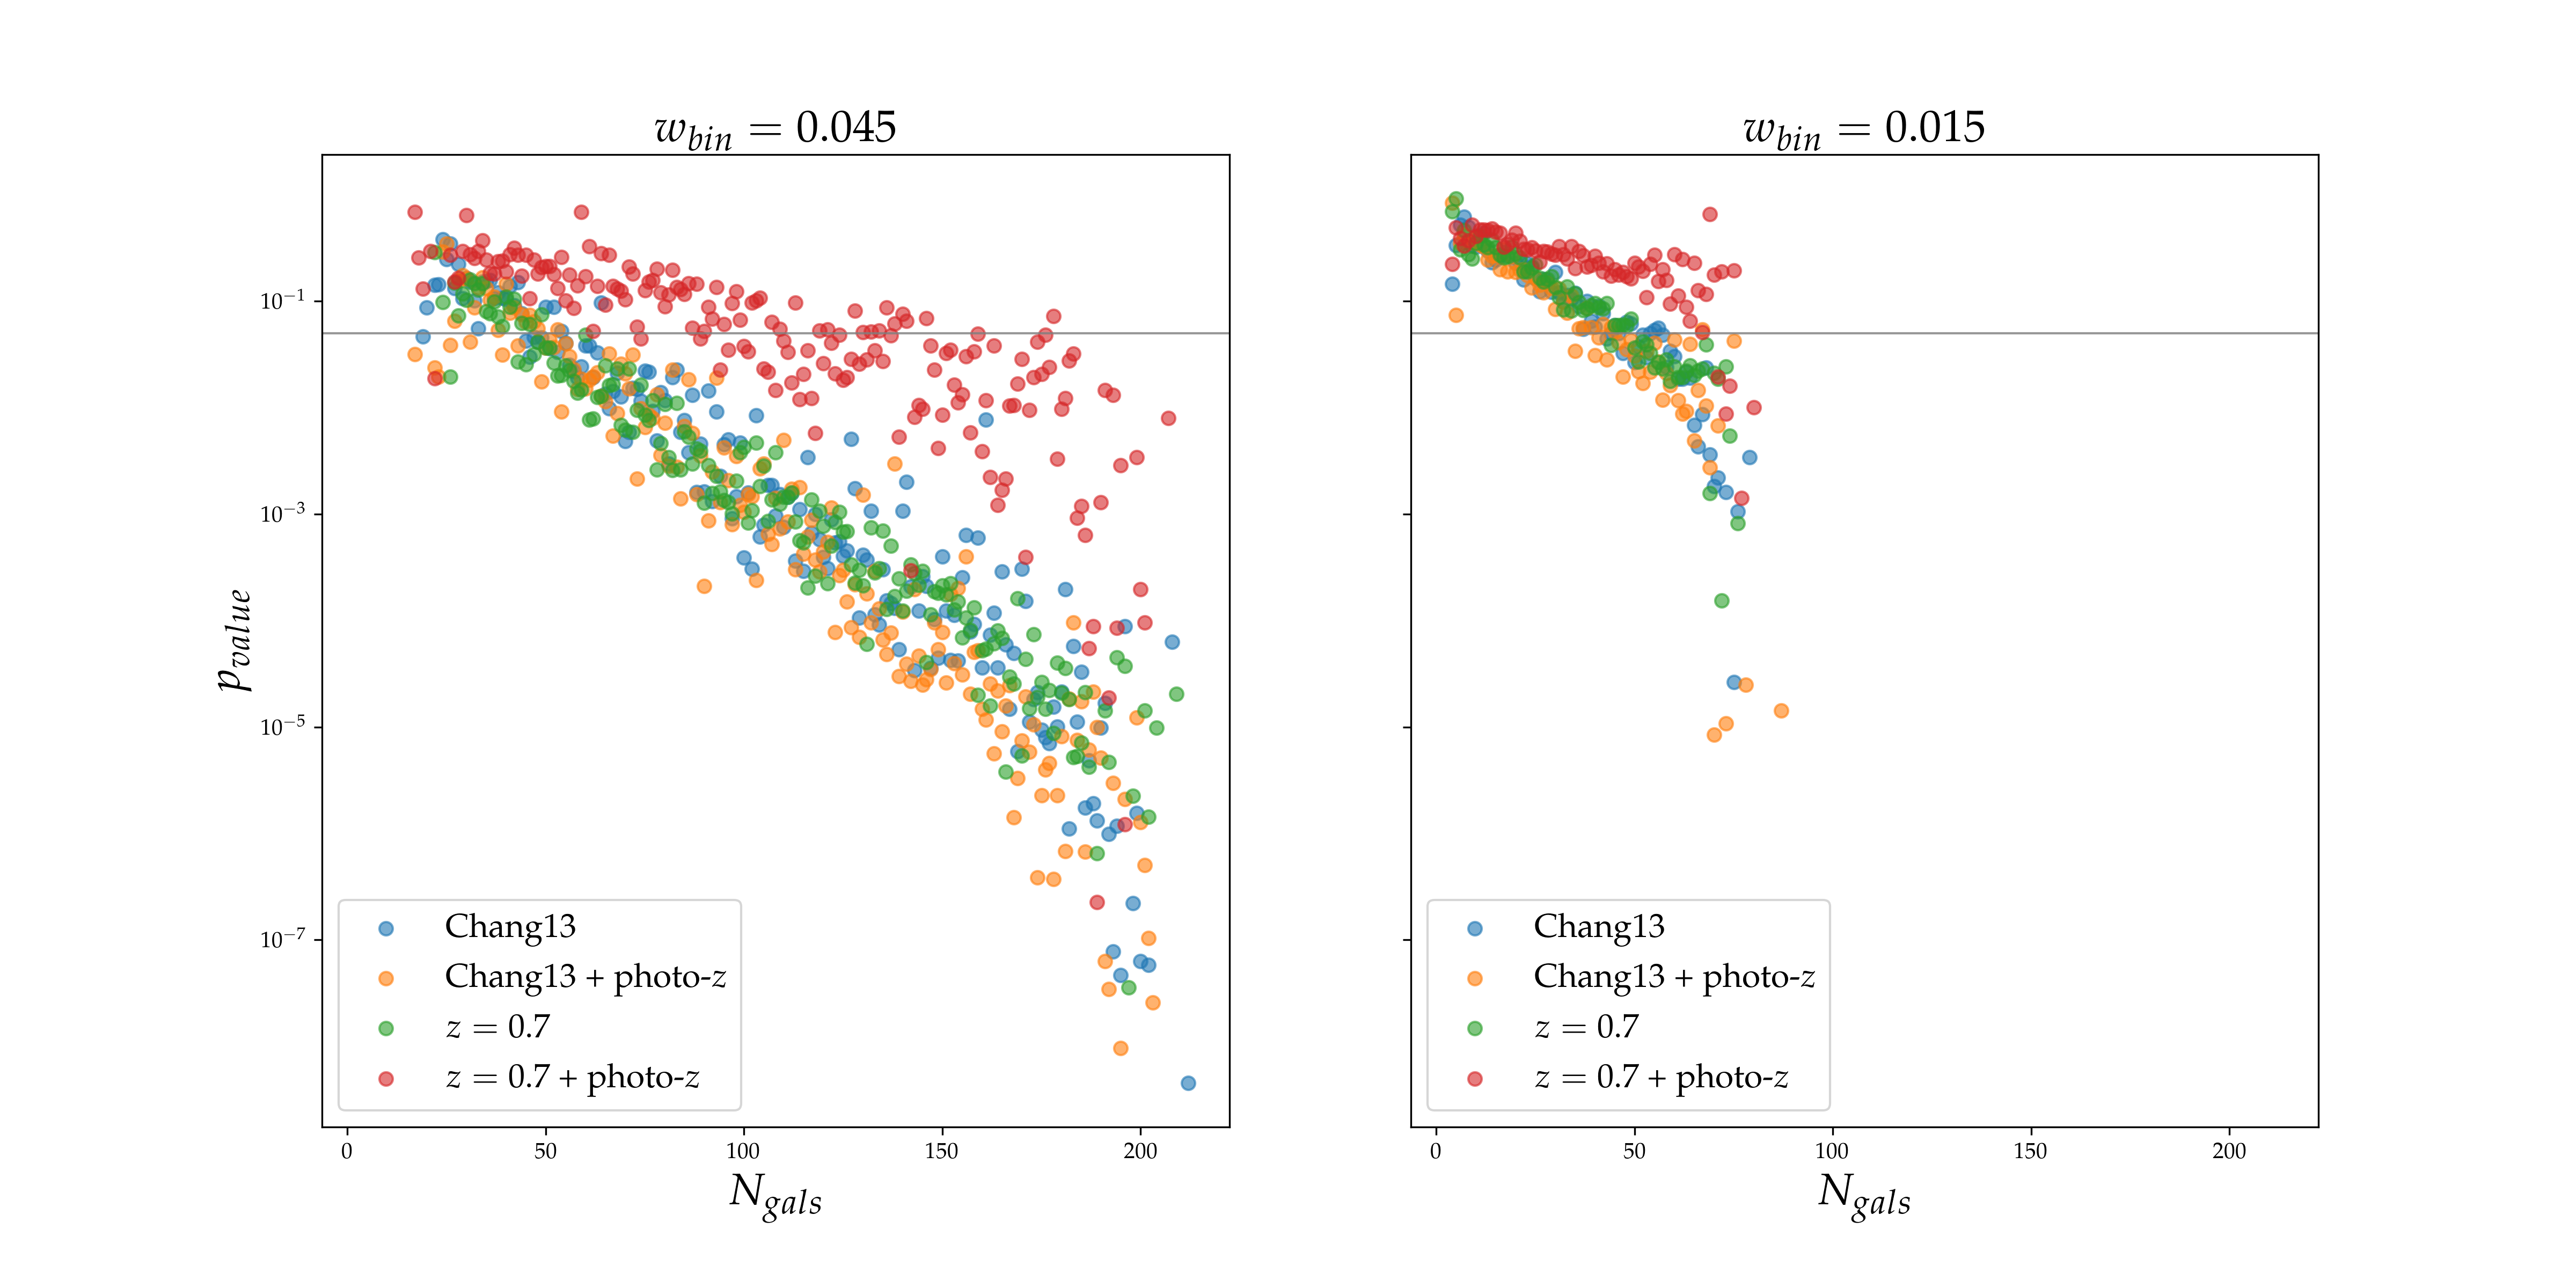 w_bin = 0.045
w_bin = 0.015
p_value
10^−1
10^−3
10^−5
10^−7
Chang13
Chang13 + photo-z
z = 0.7
z = 0.7 + photo-z
0 50 100 150 200
N_gals
Chang13
Chang13 + photo-z
z = 0.7
z = 0.7 + photo-z
0 50 100 150 200
N_gals